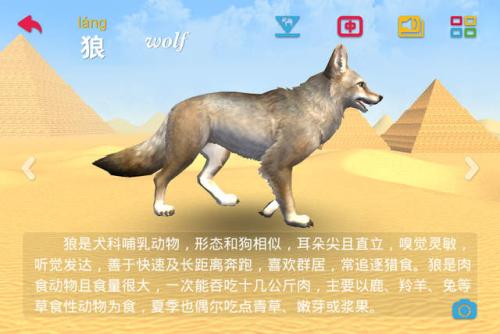 láng
狼
wolf
中
狼是犬科哺乳动物，形态和狗相似，耳朵尖且直立，嗅觉灵敏，
听觉发达，善于快速及长距离奔跑，喜欢群居，常追逐猎食。狼是肉
食动物且食量很大，一次能吞吃十几公斤肉，主要以鹿、羚羊、兔等
草食性动物为食，夏季也偶尔吃点青草、嫩芽或浆果。